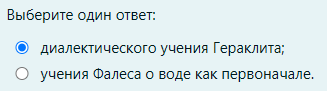 Выберите один ответ:
диалектического учения Гераклита;
учения Фалеса о воде как первоначале.